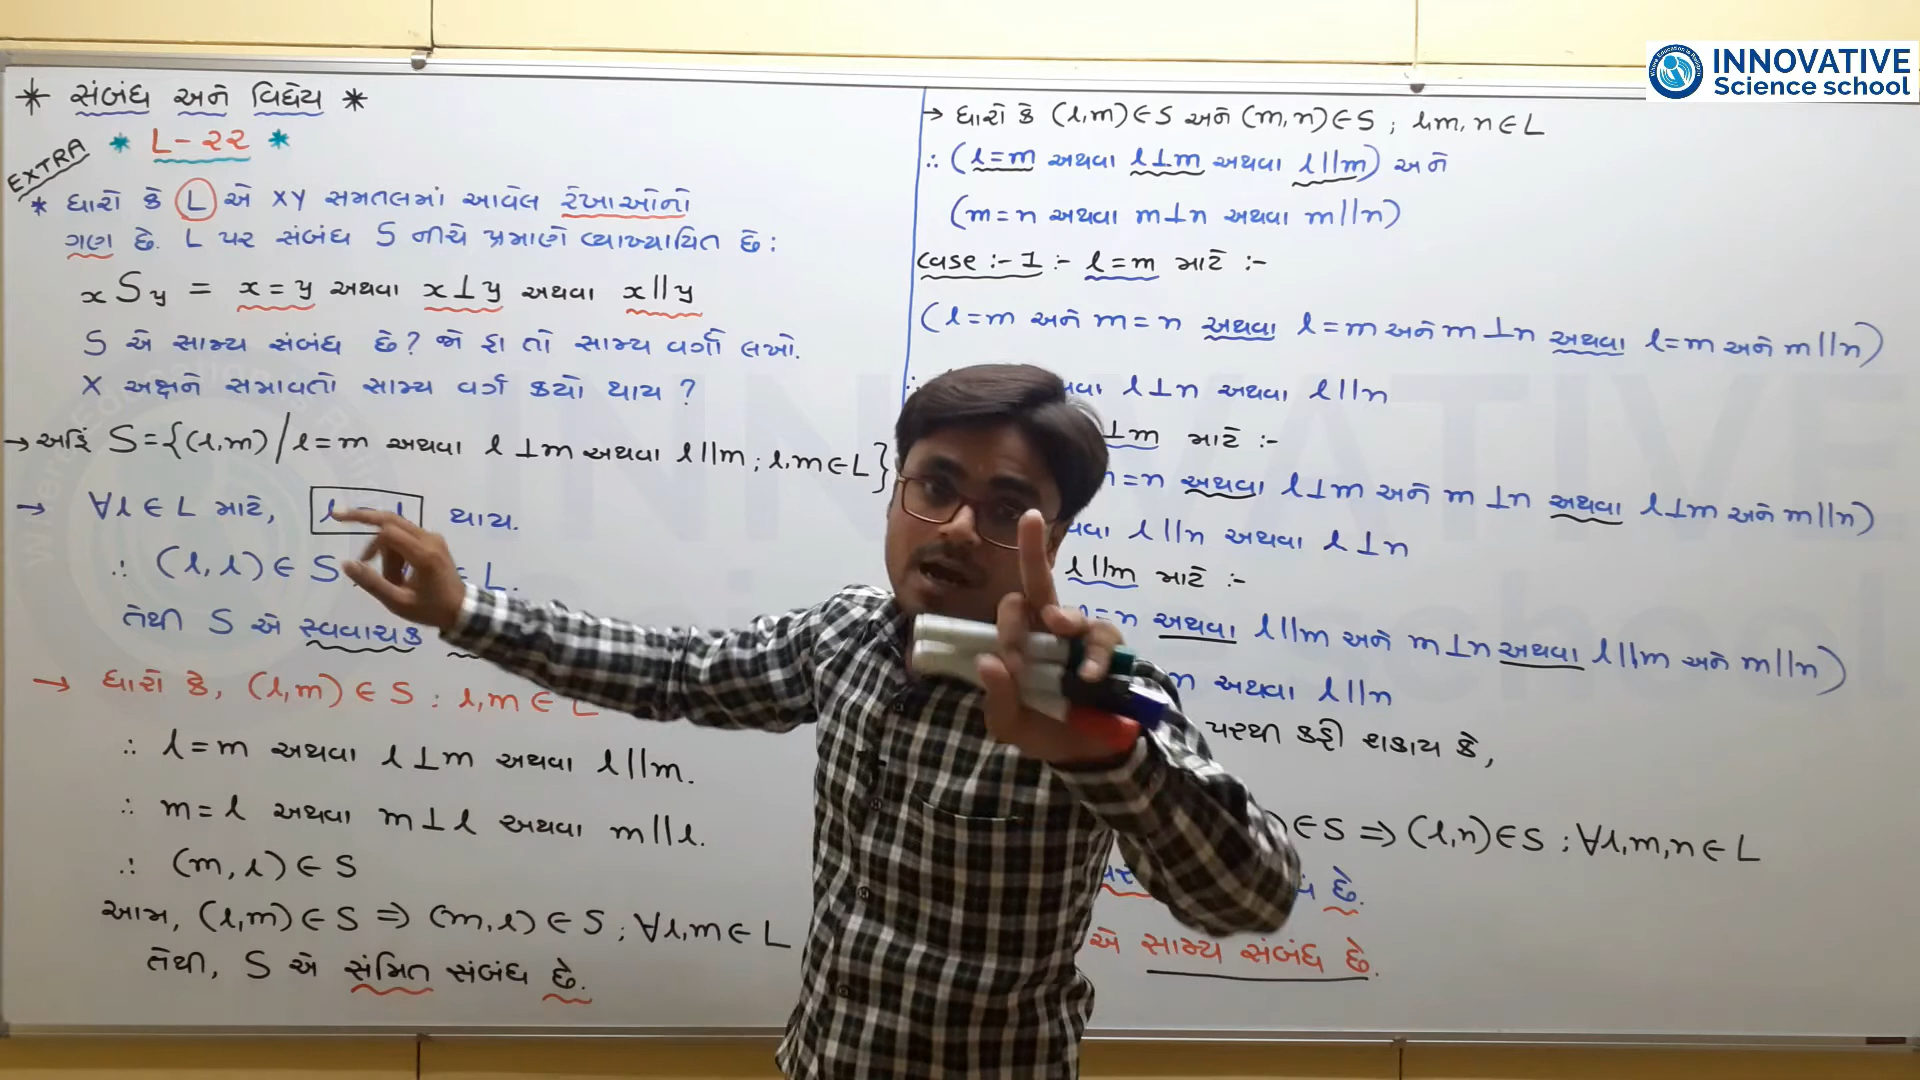 INNOVATIVE
Science school
* સંબંધ અને વિધેય *
* L-૨૨ *
EXTRA
* ધારો કે L એ XY સમતલમાં આવેલ રેખાઓનો
ગણ છે. L પર સંબંધ S નીચે પ્રમાણે વ્યાખ્યાયિત છે:
xSy = x=y અથવા x⊥y અથવા x||y
S એ સામ્ય સંબંધ છે? જો હા તો સામ્ય વર્ગો લખો.
X અક્ષને સમાવતો સામ્ય વર્ગ કયો થાય ?
→ અહિં S={(l,m)/l=m અથવા l⊥m અથવા l||m; l,m∈L}
→ ∀l∈L માટે, થાય.
∴ (l,l)∈S L.
તેથી S એ સ્વવાચક
→ ધારો કે, (l,m)∈S : l,m∈L
∴ l=m અથવા l⊥m અથવા l||m.
∴ m=l અથવા m⊥l અથવા m||l.
∴ (m,l)∈S
આમ, (l,m)∈S ⇒ (m,l)∈S ; ∀l,m∈L
તેથી, S એ સંમિત સંબંધ છે.
→ ધારો કે (l,m)∈S અને (m,n)∈S ; l,m,n∈L
∴ (l=m અથવા l⊥m અથવા l||m) અને
(m=n અથવા m⊥n અથવા m||n)
case :- 1 :- l=m માટે :-
(l=m અને m=n અથવા l=m અને m⊥n અથવા l=m અને m||n)
∴ l⊥n અથવા l||n
⊥m માટે :-
=n અથવા l⊥m અને m⊥n અથવા l⊥m અને m||n)
l||n અથવા l⊥n
l||m માટે :-
=n અથવા l||m અને m⊥n અથવા l||m અને m||n)
n અથવા l||n
પરથી કહી શકાય કે,
)∈S ⇒ (l,n)∈S ; ∀l,m,n∈L
છે.
એ સામ્ય સંબંધ છે.